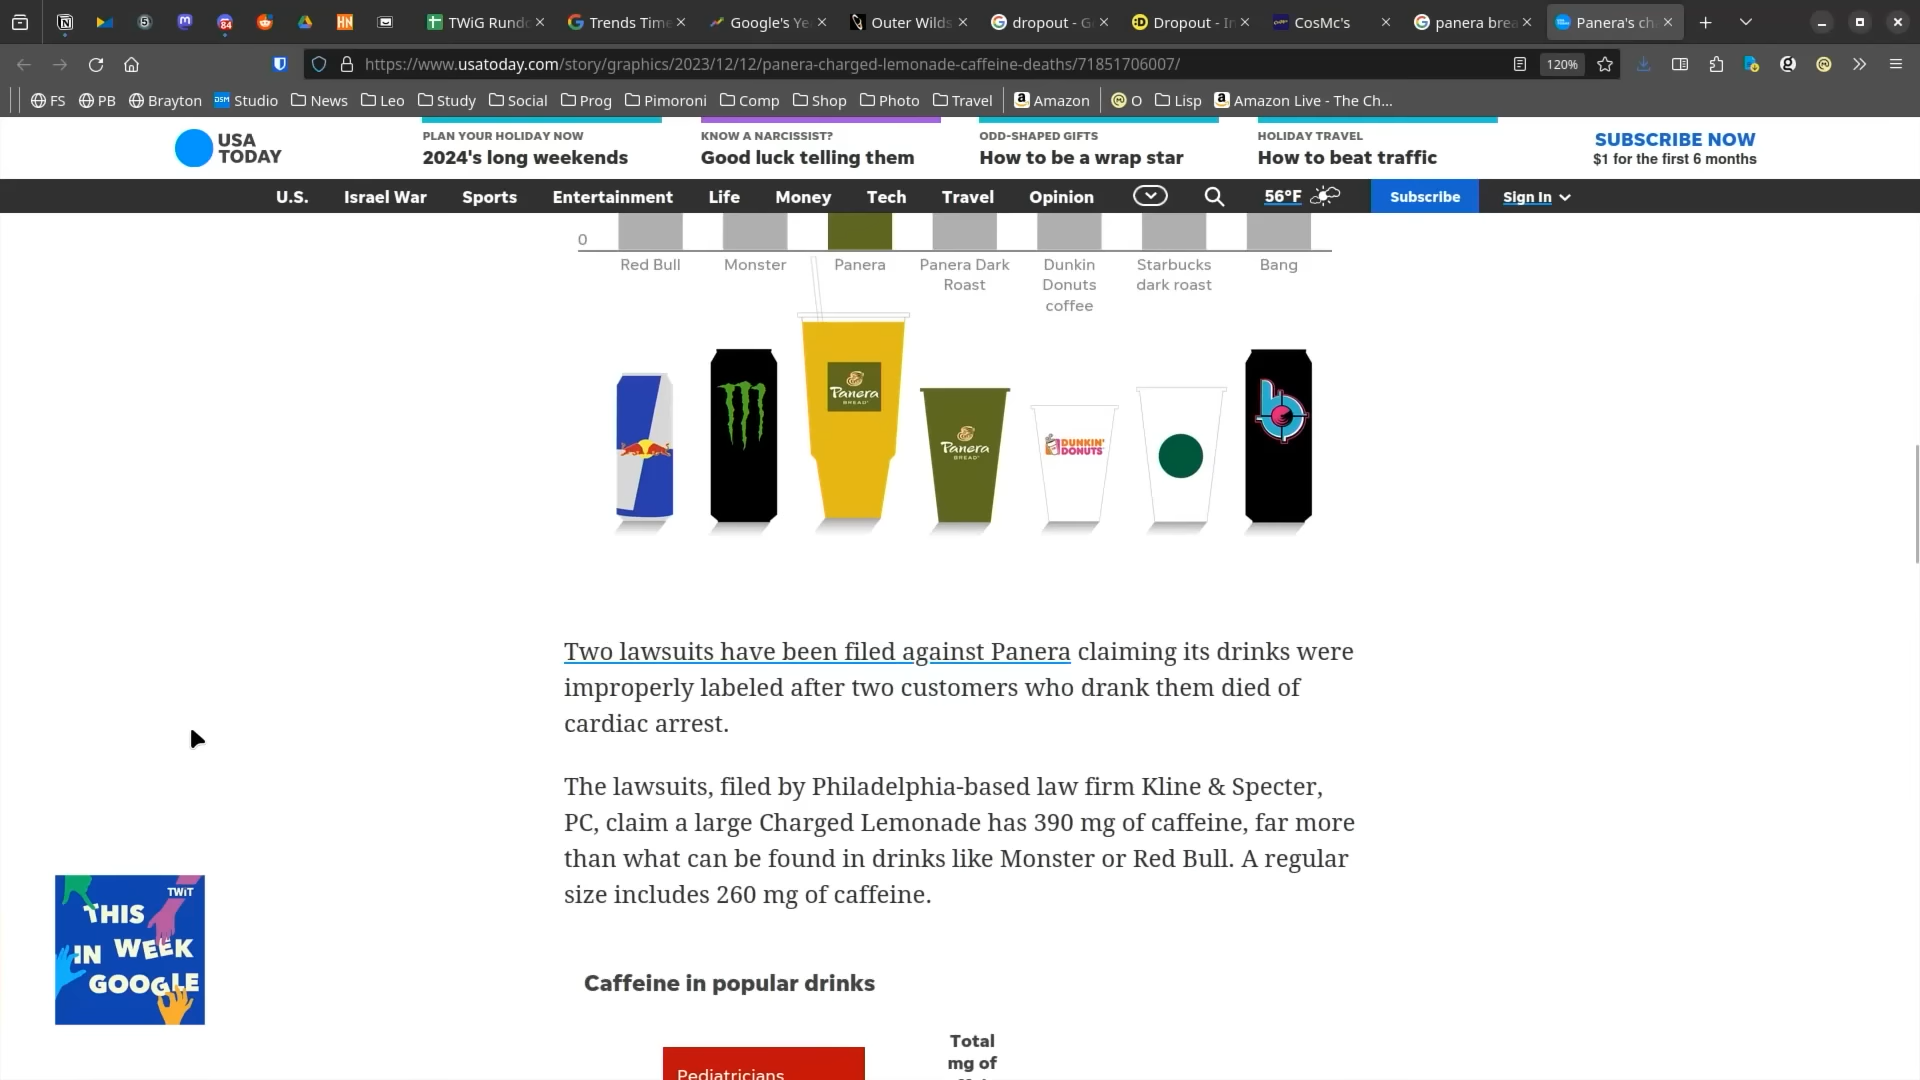 TWiG Rundo
Trends Time
Google's Ye
Outer Wilds
dropout - G
Dropout - In
CosMc's
panera brea
Panera's ch
https://www.usatoday.com/story/graphics/2023/12/12/panera-charged-lemonade-caffeine-deaths/71851706007/
120%
FS PB Brayton DSM Studio News Leo Study Social Prog Pimoroni Comp Shop Photo Travel Amazon O Lisp Amazon Live - The Ch...
USA
TODAY
PLAN YOUR HOLIDAY NOW
2024's long weekends
KNOW A NARCISSIST?
Good luck telling them
ODD-SHAPED GIFTS
How to be a wrap star
HOLIDAY TRAVEL
How to beat traffic
SUBSCRIBE NOW
$1 for the first 6 months
U.S. Israel War Sports Entertainment Life Money Tech Travel Opinion 56°F Subscribe Sign In
0
Red Bull
Monster
Panera
Panera Dark
Roast
Dunkin
Donuts
coffee
Starbucks
dark roast
Bang
Panera
BREAD
Panera
BREAD
DUNKIN'
DONUTS
b
Two lawsuits have been filed against Panera claiming its drinks were
improperly labeled after two customers who drank them died of
cardiac arrest.
The lawsuits, filed by Philadelphia-based law firm Kline & Specter,
PC, claim a large Charged Lemonade has 390 mg of caffeine, far more
than what can be found in drinks like Monster or Red Bull. A regular
size includes 260 mg of caffeine.
TWiT
THIS
IN WEEK
GOOGLE
Caffeine in popular drinks
Pediatricians
Total
mg of